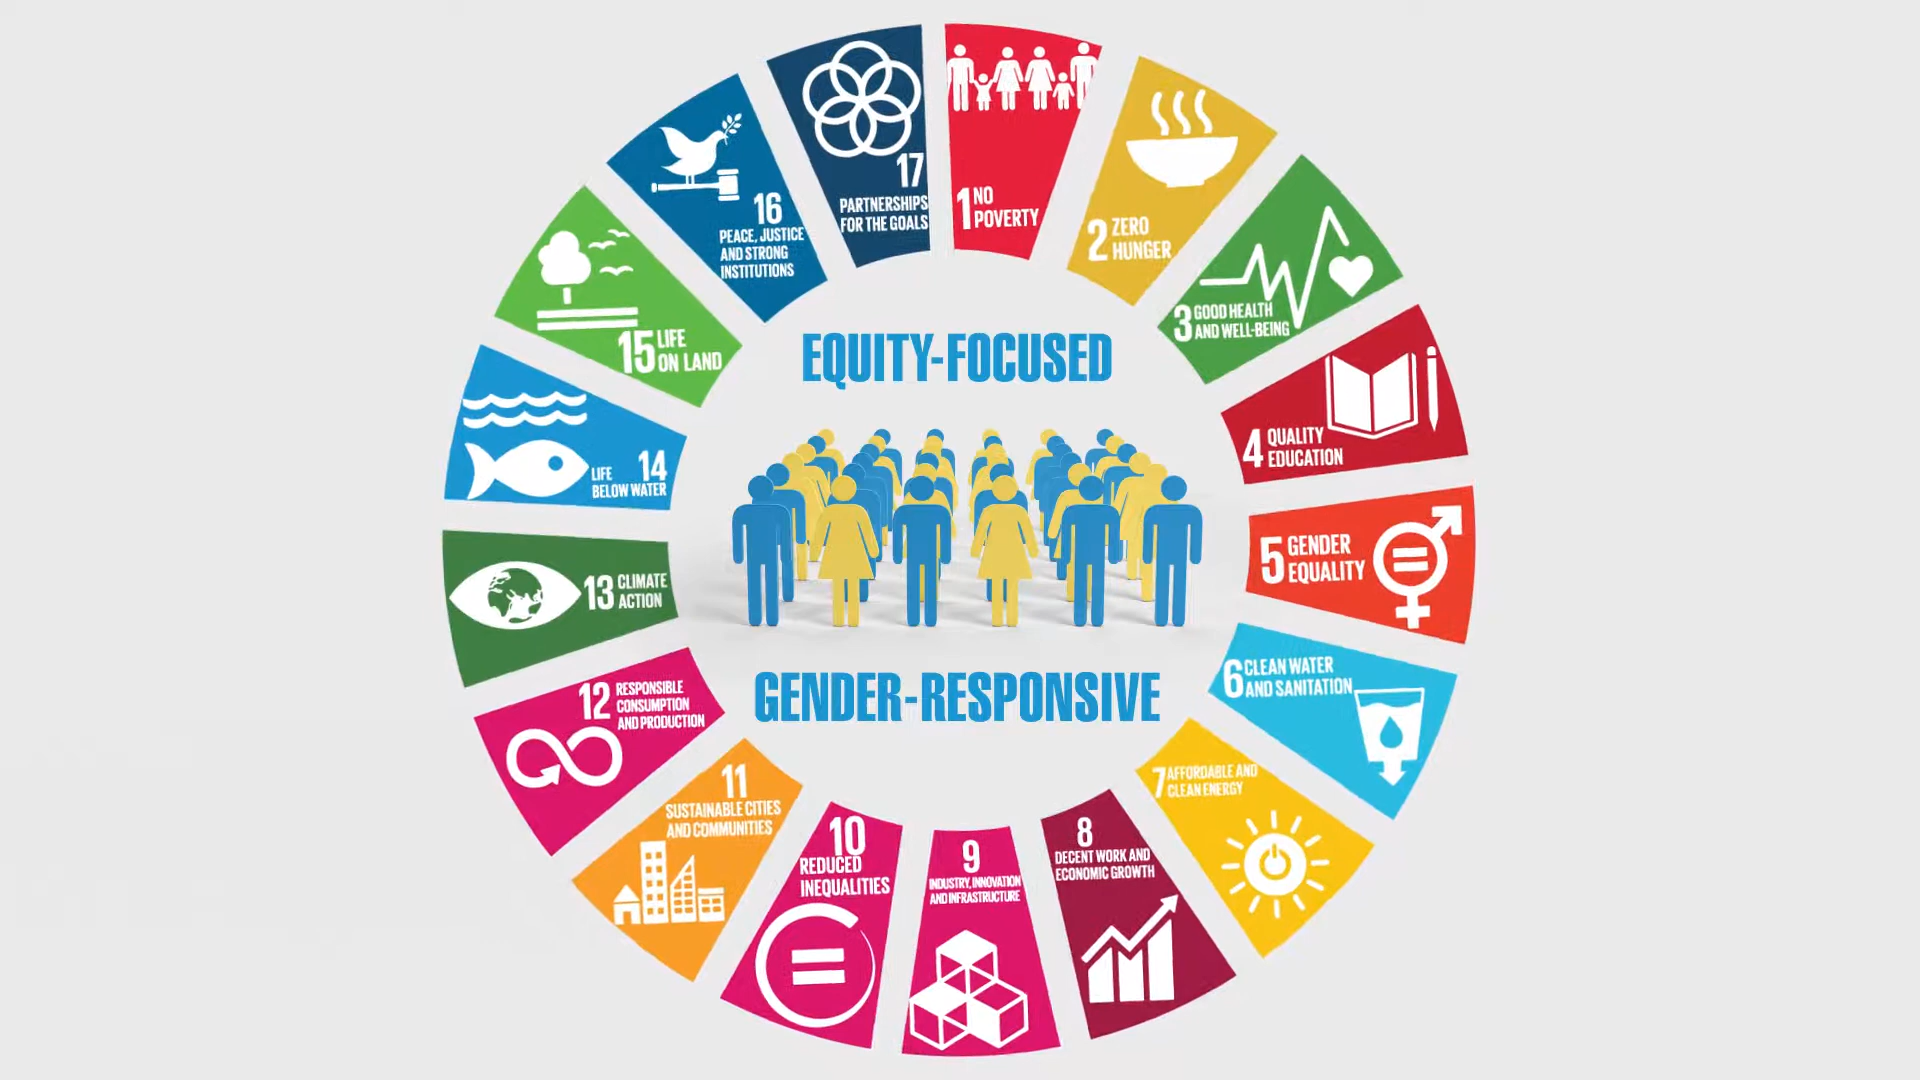 1 NO
POVERTY
2 ZERO
HUNGER
3 GOOD HEALTH
AND WELL-BEING
4 QUALITY
EDUCATION
5 GENDER
EQUALITY
6 CLEAN WATER
AND SANITATION
7 AFFORDABLE AND
CLEAN ENERGY
8
DECENT WORK AND
ECONOMIC GROWTH
9
INDUSTRY, INNOVATION
AND INFRASTRUCTURE
10
REDUCED
INEQUALITIES
11
SUSTAINABLE CITIES
AND COMMUNITIES
12 RESPONSIBLE
CONSUMPTION
AND PRODUCTION
13 CLIMATE
ACTION
LIFE 14
BELOW WATER
15 LIFE
ON LAND
16
PEACE, JUSTICE
AND STRONG
INSTITUTIONS
17
PARTNERSHIPS
FOR THE GOALS
EQUITY-FOCUSED
GENDER-RESPONSIVE